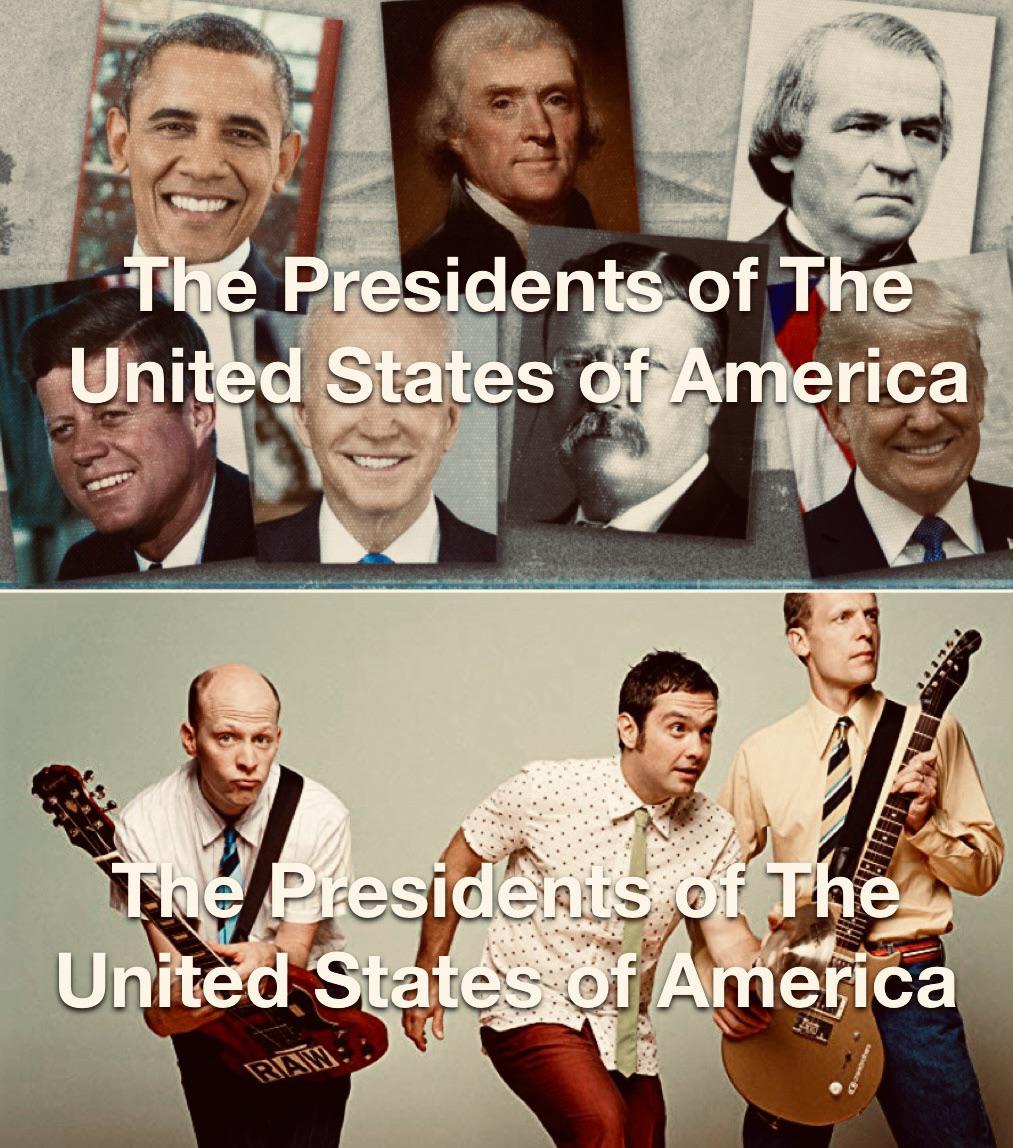 The Presidents of The
United States of America
The Presidents of The
United States of America
RAW